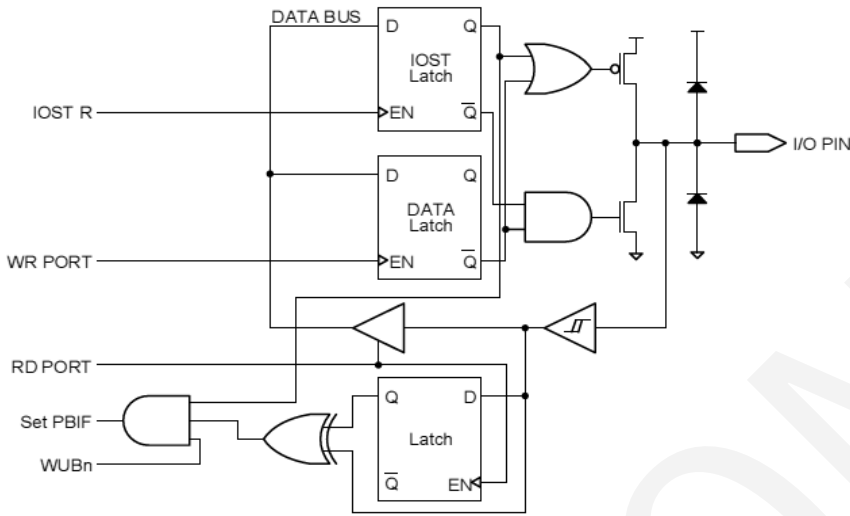 DATA BUS
D
Q
IOST
Latch
IOST R
EN
Q
I/O PIN
D
Q
DATA
Latch
WR PORT
EN
Q
RD PORT
Q
D
Set PBIF
Latch
WUBn
Q
EN